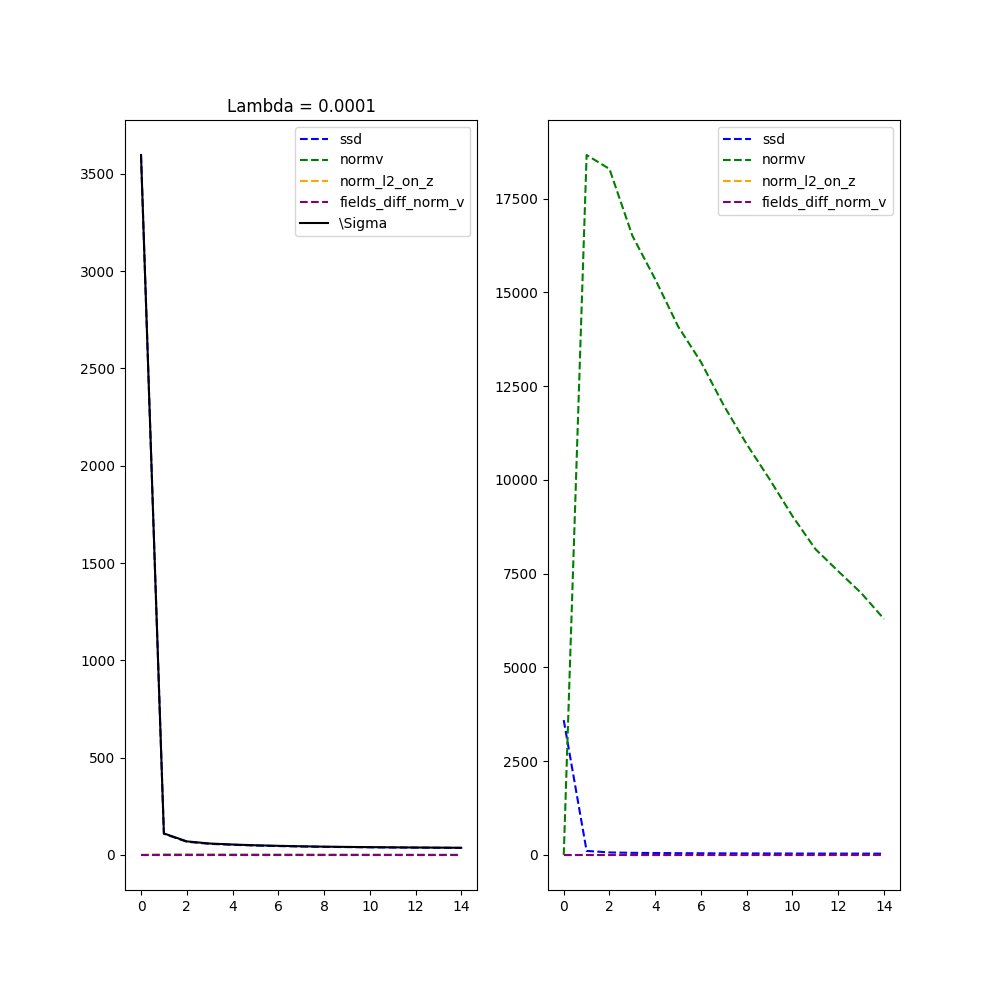 Lambda = 0.0001
ssd
normv
norm_l2_on_z
fields_diff_norm_v
\Sigma
3500
3000
2500
2000
1500
1000
500
0
0 2 4 6 8 10 12 14
ssd
normv
norm_l2_on_z
fields_diff_norm_v
17500
15000
12500
10000
7500
5000
2500
0
0 2 4 6 8 10 12 14